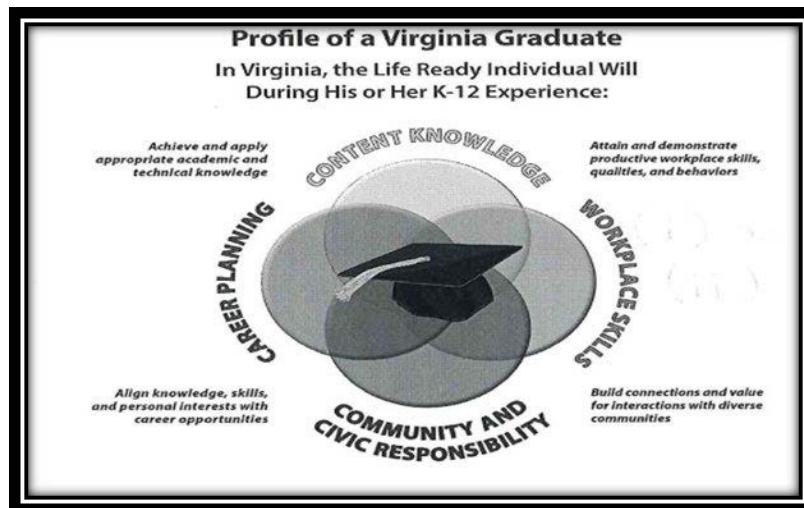 Profile of a Virginia Graduate
In Virginia, the Life Ready Individual Will
During His or Her K-12 Experience:
Achieve and apply
appropriate academic and
technical knowledge
CONTENT KNOWLEDGE
Attain and demonstrate
productive workplace skills,
qualities, and behaviors
CAREER PLANNING
WORKPLACE SKILLS
Align knowledge, skills,
and personal interests with
career opportunities
COMMUNITY AND
CIVIC RESPONSIBILITY
Build connections and value
for interactions with diverse
communities